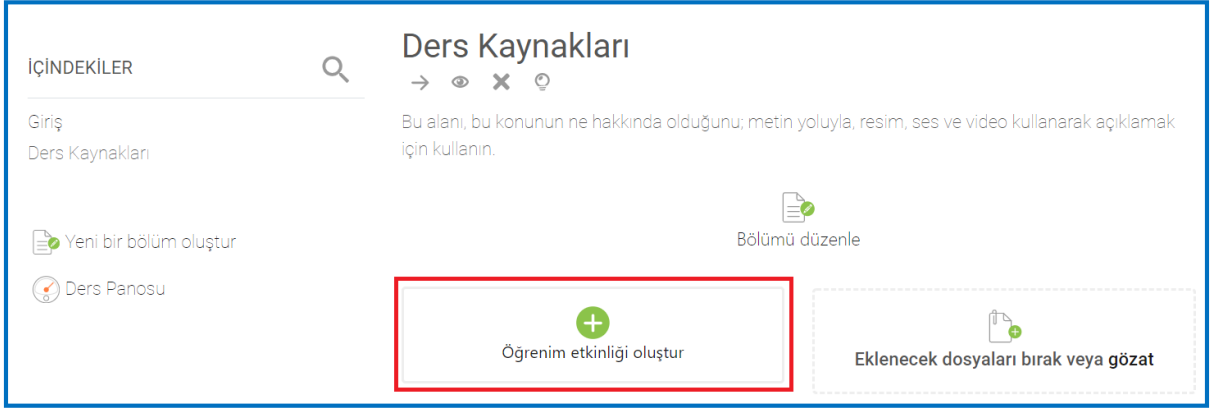 İÇİNDEKİLER
Giriş
Ders Kaynakları
Yeni bir bölüm oluştur
Ders Panosu
Ders Kaynakları
Bu alanı, bu konunun ne hakkında olduğunu; metin yoluyla, resim, ses ve video kullanarak açıklamak
için kullanın.
Bölümü düzenle
Öğrenim etkinliği oluştur
Eklenecek dosyaları bırak veya gözat